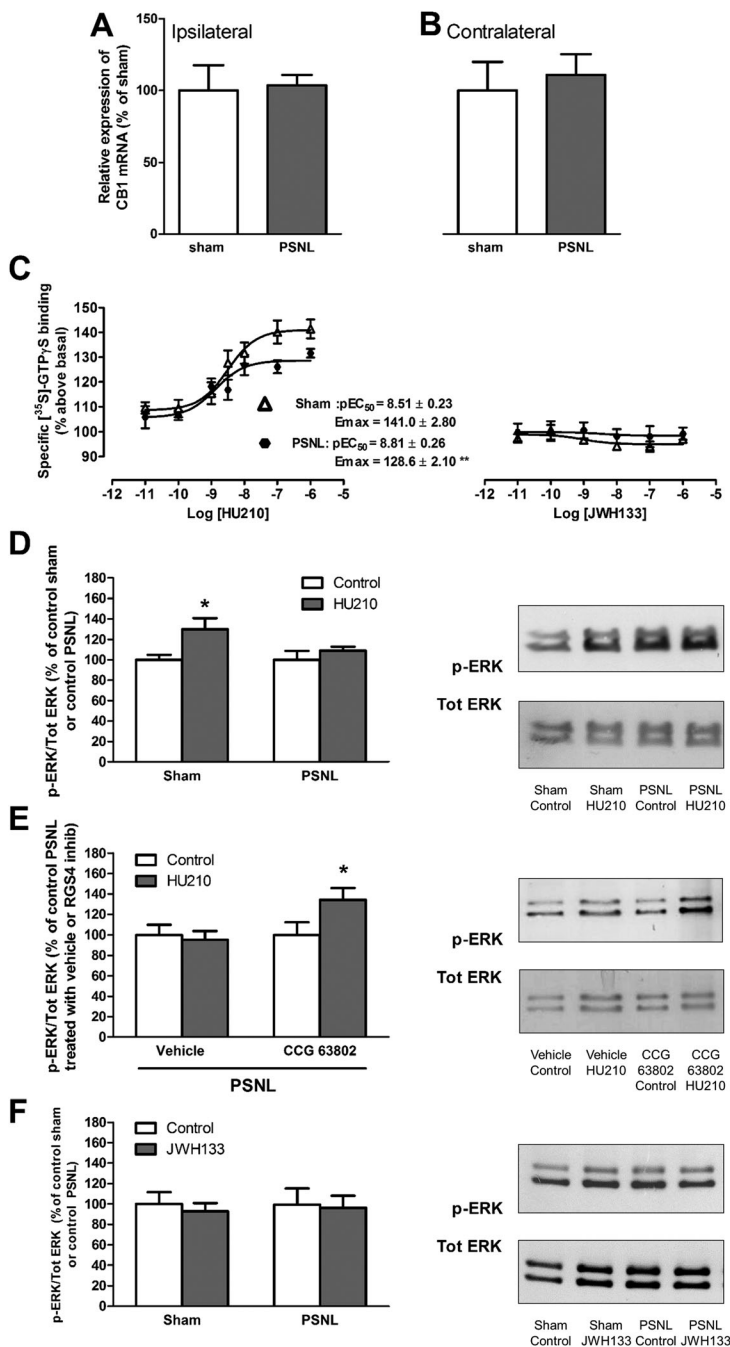 A
Ipsilateral
Relative expression of
CB1 mRNA (% of sham)
150
100
50
0
sham
PSNL
B
Contralateral
sham
PSNL
C
Specific [³⁵S]-GTPγS binding
(% above basal)
150
140
130
120
110
100
90
Sham :pEC₅₀ = 8.51 ± 0.23
Emax = 141.0 ± 2.80
PSNL: pEC₅₀ = 8.81 ± 0.26
Emax = 128.6 ± 2.10 **
-12 -11 -10 -9 -8 -7 -6 -5
Log [HU210]
-12 -11 -10 -9 -8 -7 -6 -5
Log [JWH133]
D
p-ERK/Tot ERK (% of control sham
or control PSNL)
180
160
140
120
100
80
60
40
20
0
*
Control
HU210
Sham
PSNL
p-ERK
Tot ERK
Sham Sham PSNL PSNL
Control HU210 Control HU210
E
p-ERK/Tot ERK (% of control PSNL
treated with vehicle or RGS4 inhib)
180
160
140
120
100
80
60
40
20
0
Control
HU210
*
Vehicle
CCG 63802
PSNL
p-ERK
Tot ERK
Vehicle Vehicle CCG CCG
Control HU210 63802 63802
Control HU210
F
p-ERK/Tot ERK (% of control sham
or control PSNL)
180
160
140
120
100
80
60
40
20
0
Control
JWH133
Sham
PSNL
p-ERK
Tot ERK
Sham Sham PSNL PSNL
Control JWH133 Control JWH133